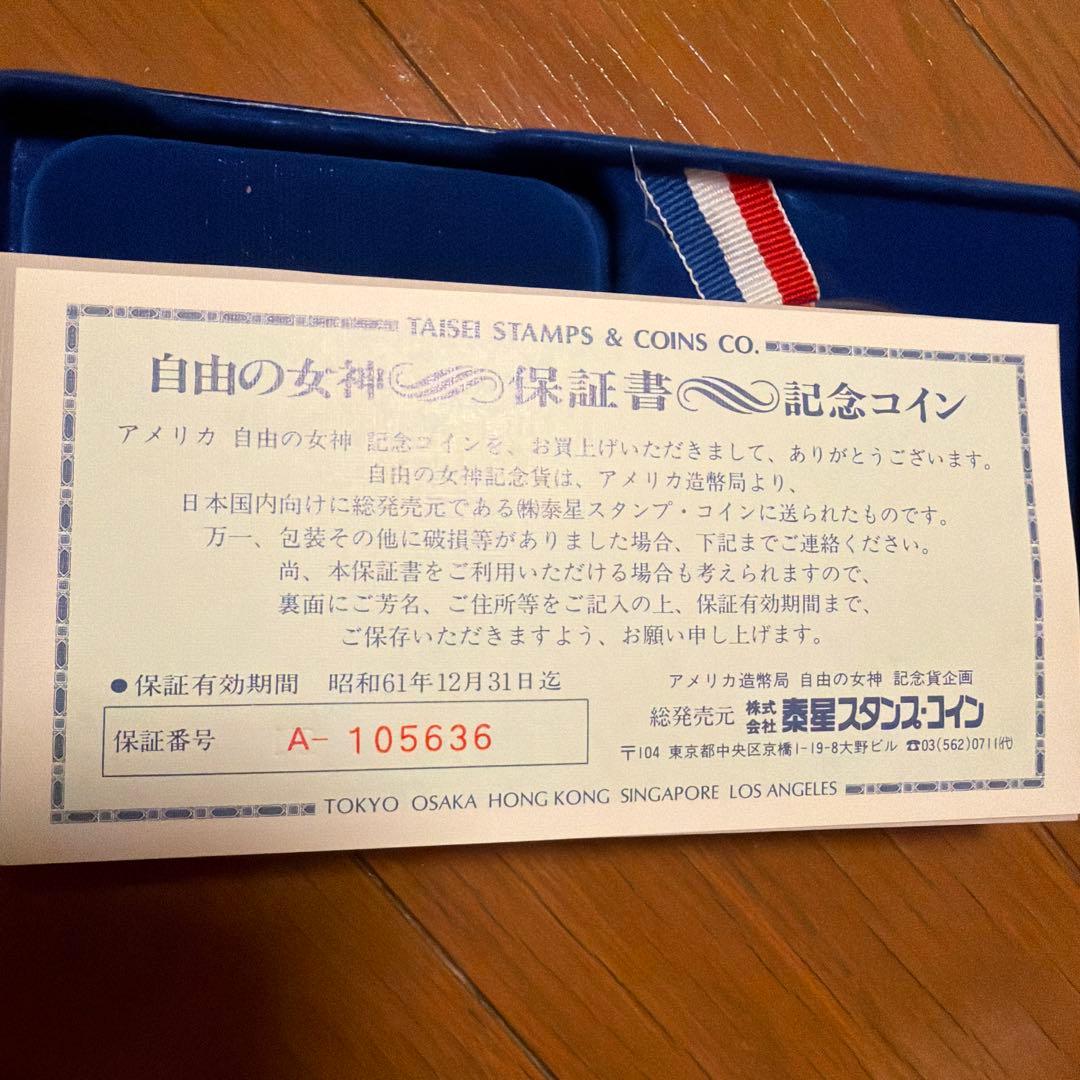 TAISEI STAMPS & COINS CO.
自由の女神 保証書 記念コイン
アメリカ 自由の女神 記念コインを、お買上げいただきまして、ありがとうございます。
自由の女神記念貨は、アメリカ造幣局より、
日本国内向けに総発売元である㈱泰星スタンプ・コインに送られたものです。
万一、包装その他に破損等がありました場合、下記までご連絡ください。
尚、本保証書をご利用いただける場合も考えられますので、
裏面にご芳名、ご住所等をご記入の上、保証有効期間まで、
ご保存いただきますよう、お願い申し上げます。
●保証有効期間 昭和61年12月31日迄
保証番号 A- 105636
アメリカ造幣局 自由の女神 記念貨企画
総発売元 株式会社 泰星スタンプ・コイン
〒104 東京都中央区京橋1-19-8大野ビル ☎03(562)0711㈹
TOKYO OSAKA HONG KONG SINGAPORE LOS ANGELES